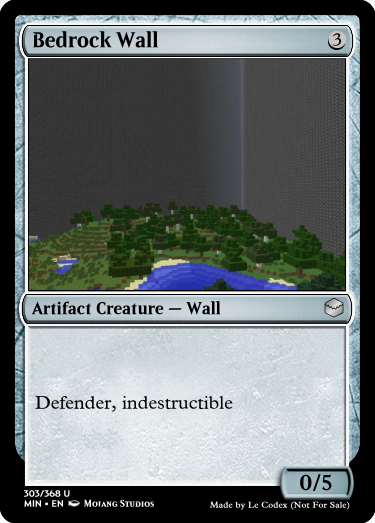 Bedrock Wall 3
Artifact Creature — Wall
Defender, indestructible
0/5
303/368 U
MIN • EN Mojang Studios
Made by Le Codex (Not For Sale)